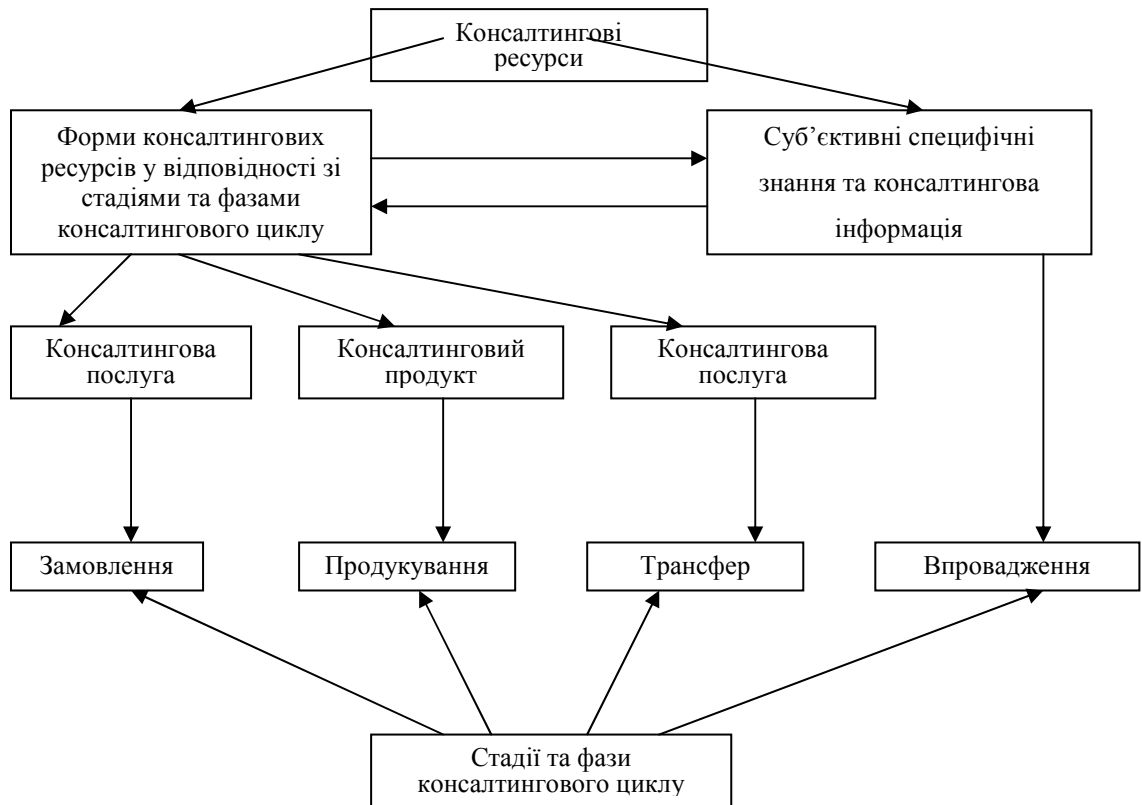 Консалтингові
ресурси
Форми консалтингових
ресурсів у відповідності зі
стадіями та фазами
консалтингового циклу
Суб’єктивні специфічні
знання та консалтингова
інформація
Консалтингова
послуга
Консалтинговий
продукт
Консалтингова
послуга
Замовлення
Продукування
Трансфер
Впровадження
Стадії та фази
консалтингового циклу